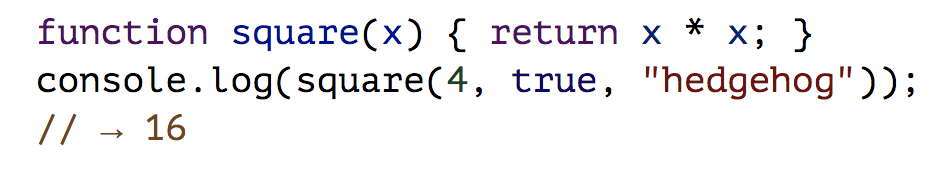 function square(x) { return x * x; }
console.log(square(4, true, "hedgehog"));
// → 16